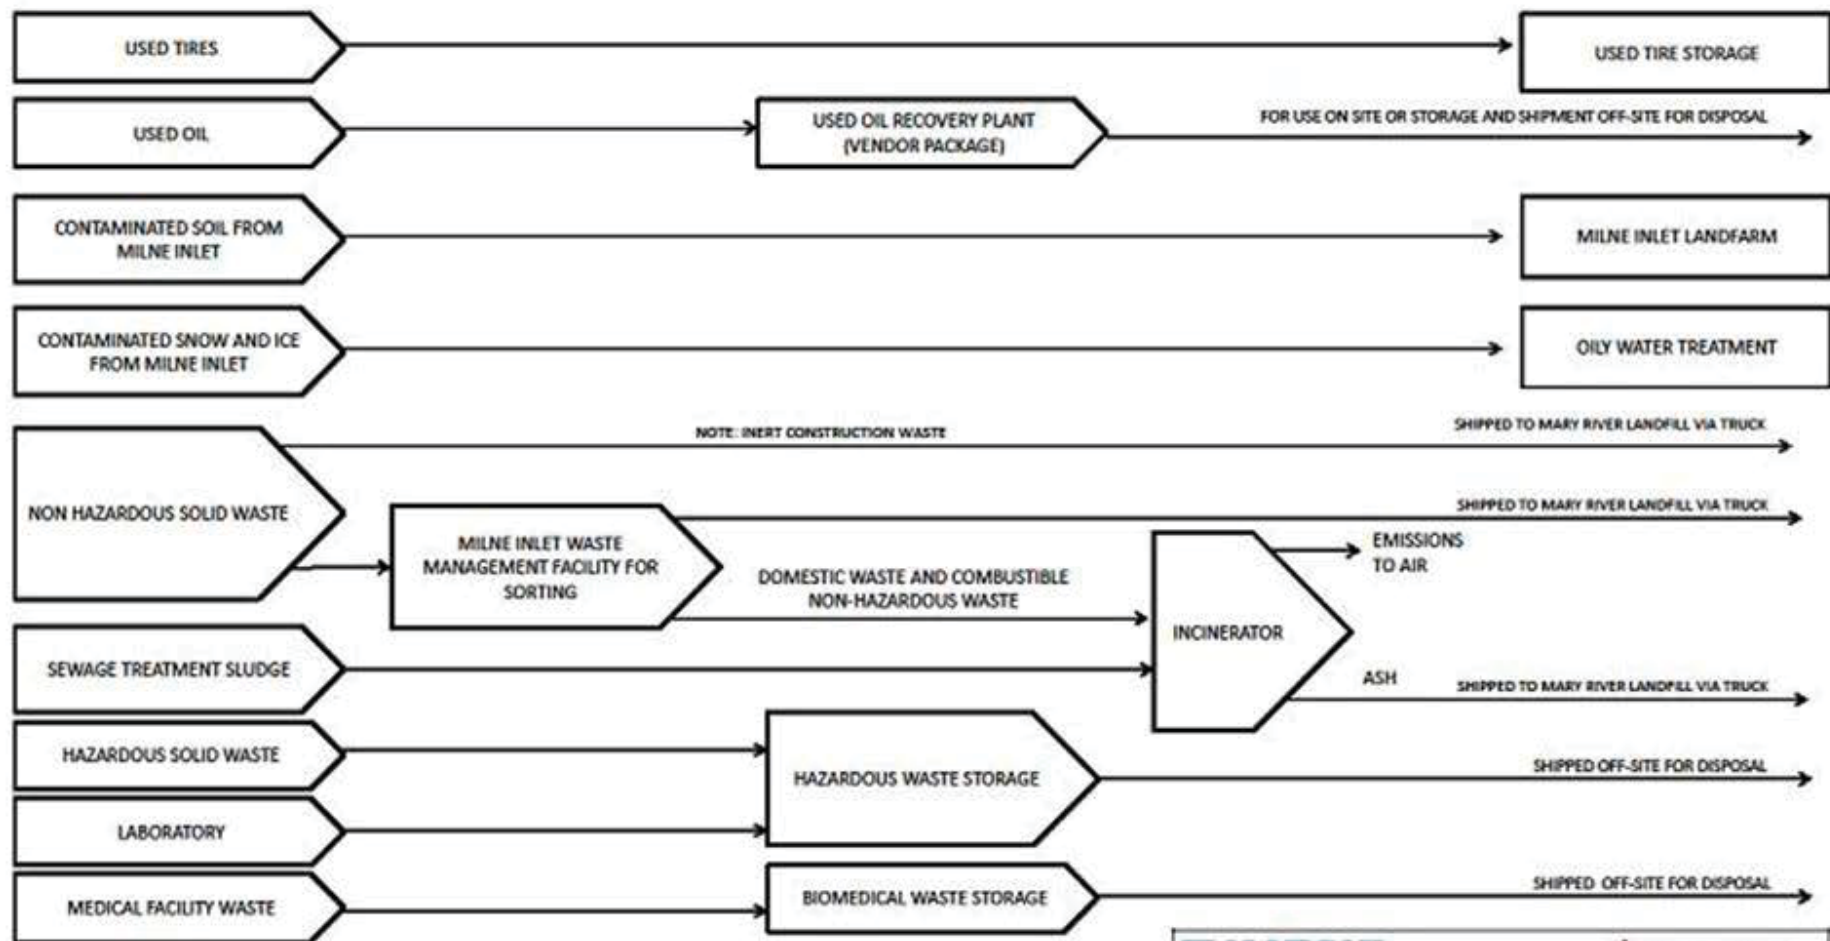 USED TIRES
USED TIRE STORAGE
USED OIL
USED OIL RECOVERY PLANT
(VENDOR PACKAGE)
FOR USE ON SITE OR STORAGE AND SHIPMENT OFF-SITE FOR DISPOSAL
CONTAMINATED SOIL FROM
MILNE INLET
MILNE INLET LANDFARM
CONTAMINATED SNOW AND ICE
FROM MILNE INLET
OILY WATER TREATMENT
NON HAZARDOUS SOLID WASTE
NOTE: INERT CONSTRUCTION WASTE
SHIPPED TO MARY RIVER LANDFILL VIA TRUCK
MILNE INLET WASTE
MANAGEMENT FACILITY FOR
SORTING
SHIPPED TO MARY RIVER LANDFILL VIA TRUCK
DOMESTIC WASTE AND COMBUSTIBLE
NON-HAZARDOUS WASTE
INCINERATOR
EMISSIONS
TO AIR
SEWAGE TREATMENT SLUDGE
ASH
SHIPPED TO MARY RIVER LANDFILL VIA TRUCK
HAZARDOUS SOLID WASTE
HAZARDOUS WASTE STORAGE
SHIPPED OFF-SITE FOR DISPOSAL
LABORATORY
MEDICAL FACILITY WASTE
BIOMEDICAL WASTE STORAGE
SHIPPED OFF-SITE FOR DISPOSAL